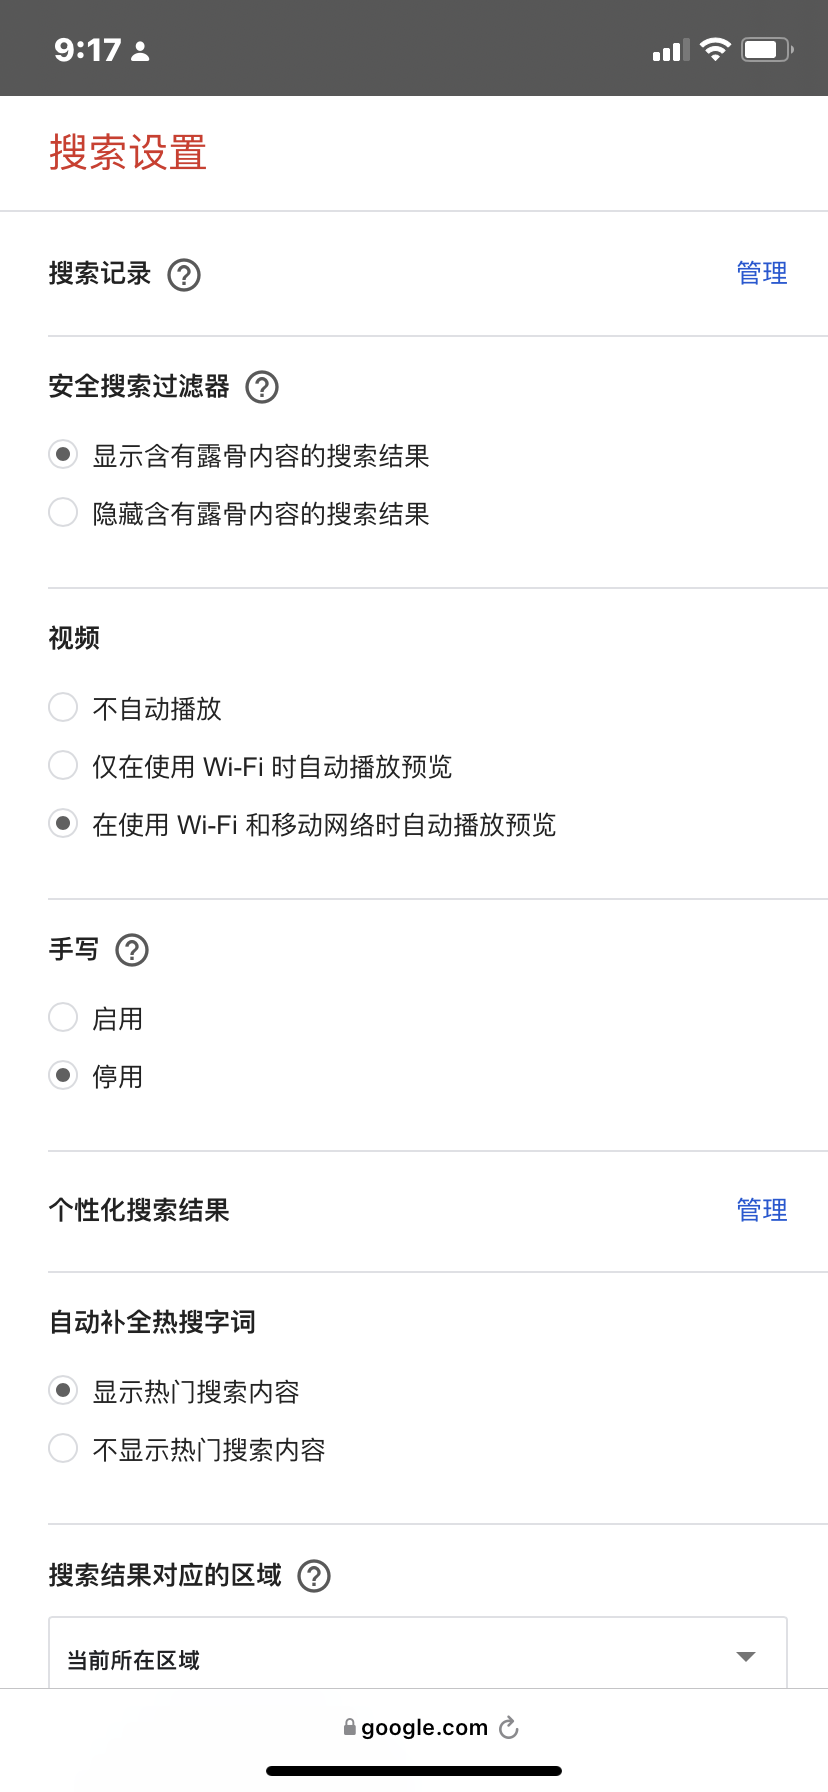 9:17
搜索设置
搜索记录 管理
安全搜索过滤器
显示含有露骨内容的搜索结果
隐藏含有露骨内容的搜索结果
视频
不自动播放
仅在使用 Wi-Fi 时自动播放预览
在使用 Wi-Fi 和移动网络时自动播放预览
手写
启用
停用
个性化搜索结果 管理
自动补全热搜字词
显示热门搜索内容
不显示热门搜索内容
搜索结果对应的区域
当前所在区域
google.com